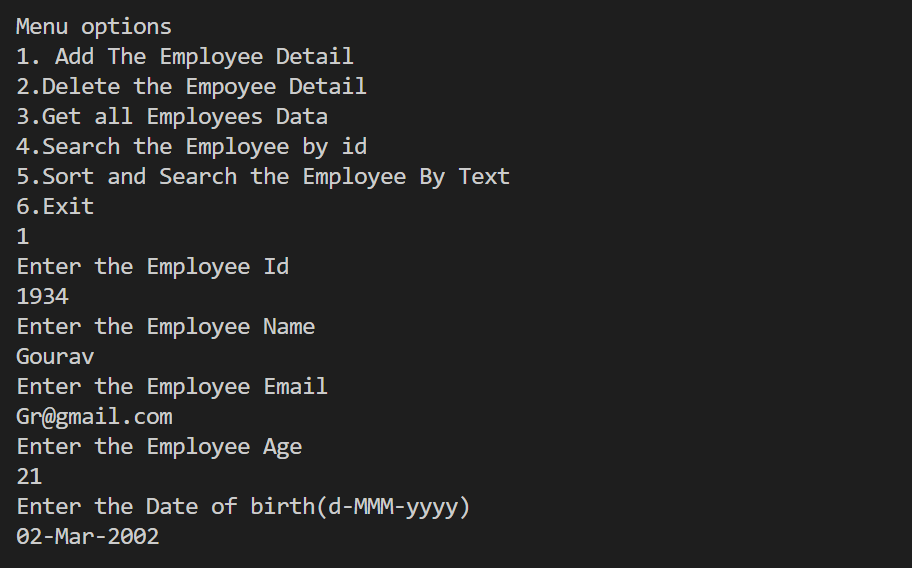 Menu options
1. Add The Employee Detail
2.Delete the Empoyee Detail
3.Get all Employees Data
4.Search the Employee by id
5.Sort and Search the Employee By Text
6.Exit
1
Enter the Employee Id
1934
Enter the Employee Name
Gourav
Enter the Employee Email
Gr@gmail.com
Enter the Employee Age
21
Enter the Date of birth(d-MMM-yyyy)
02-Mar-2002